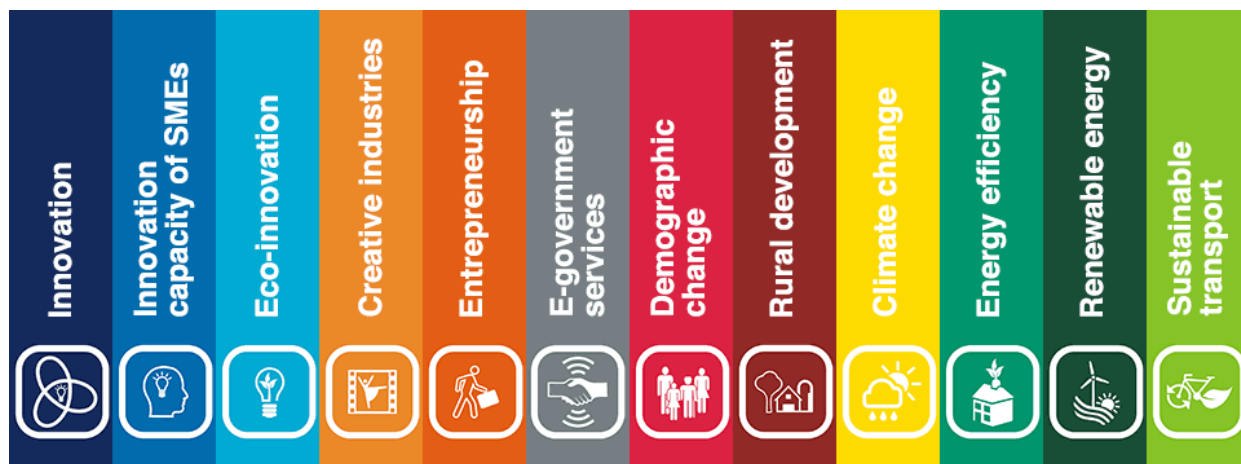 Innovation
Innovation
capacity of SMEs
Eco-innovation
Creative industries
Entrepreneurship
E-government
services
Demographic
change
Rural development
Climate change
Energy efficiency
Renewable energy
Sustainable
transport